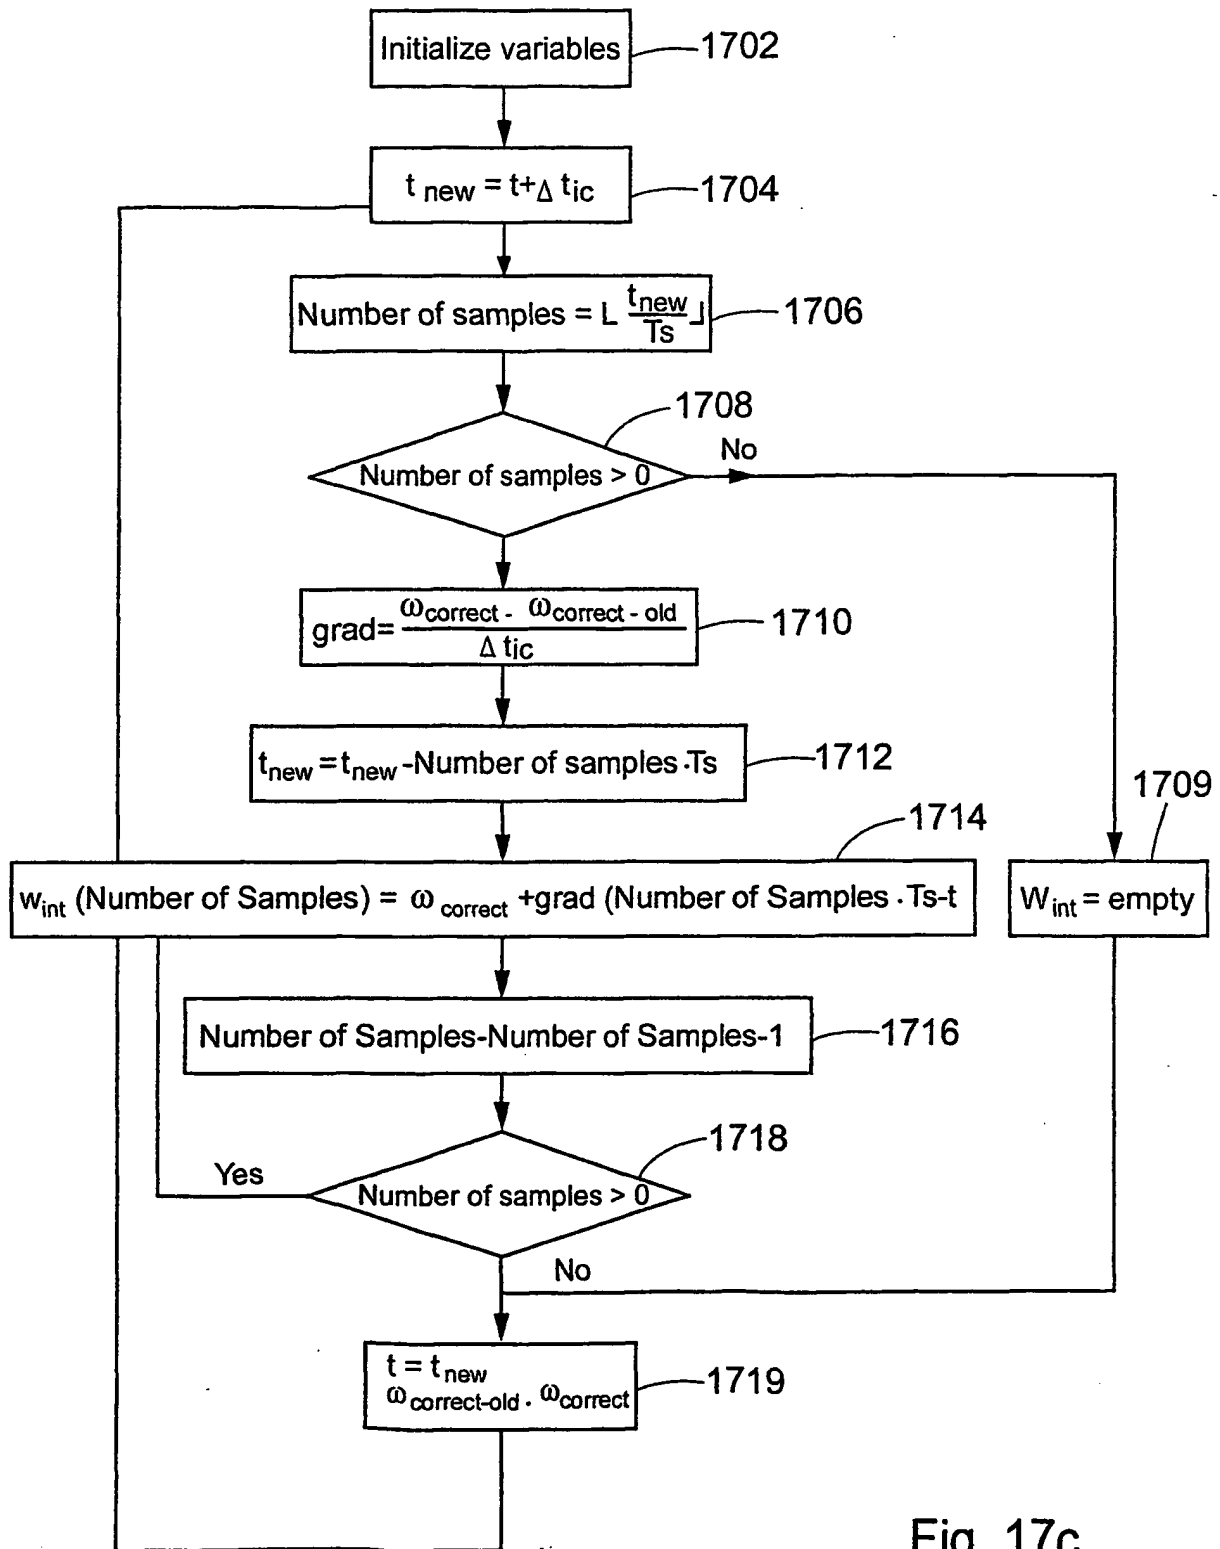 Initialize variables
1702
t new = t+Δ tic
1704
Number of samples = L tnew/Ts ⅃
1706
1708
Number of samples > 0
No
grad= ωcorrect - ωcorrect - old / Δ tic
1710
tnew = tnew -Number of samples ·Ts
1712
1709
1714
wint (Number of Samples) = ω correct +grad (Number of Samples · Ts-t
Wint = empty
Number of Samples-Number of Samples-1
1716
1718
Yes
Number of samples > 0
No
t = tnew
ωcorrect-old · ωcorrect
1719
Fig. 17c